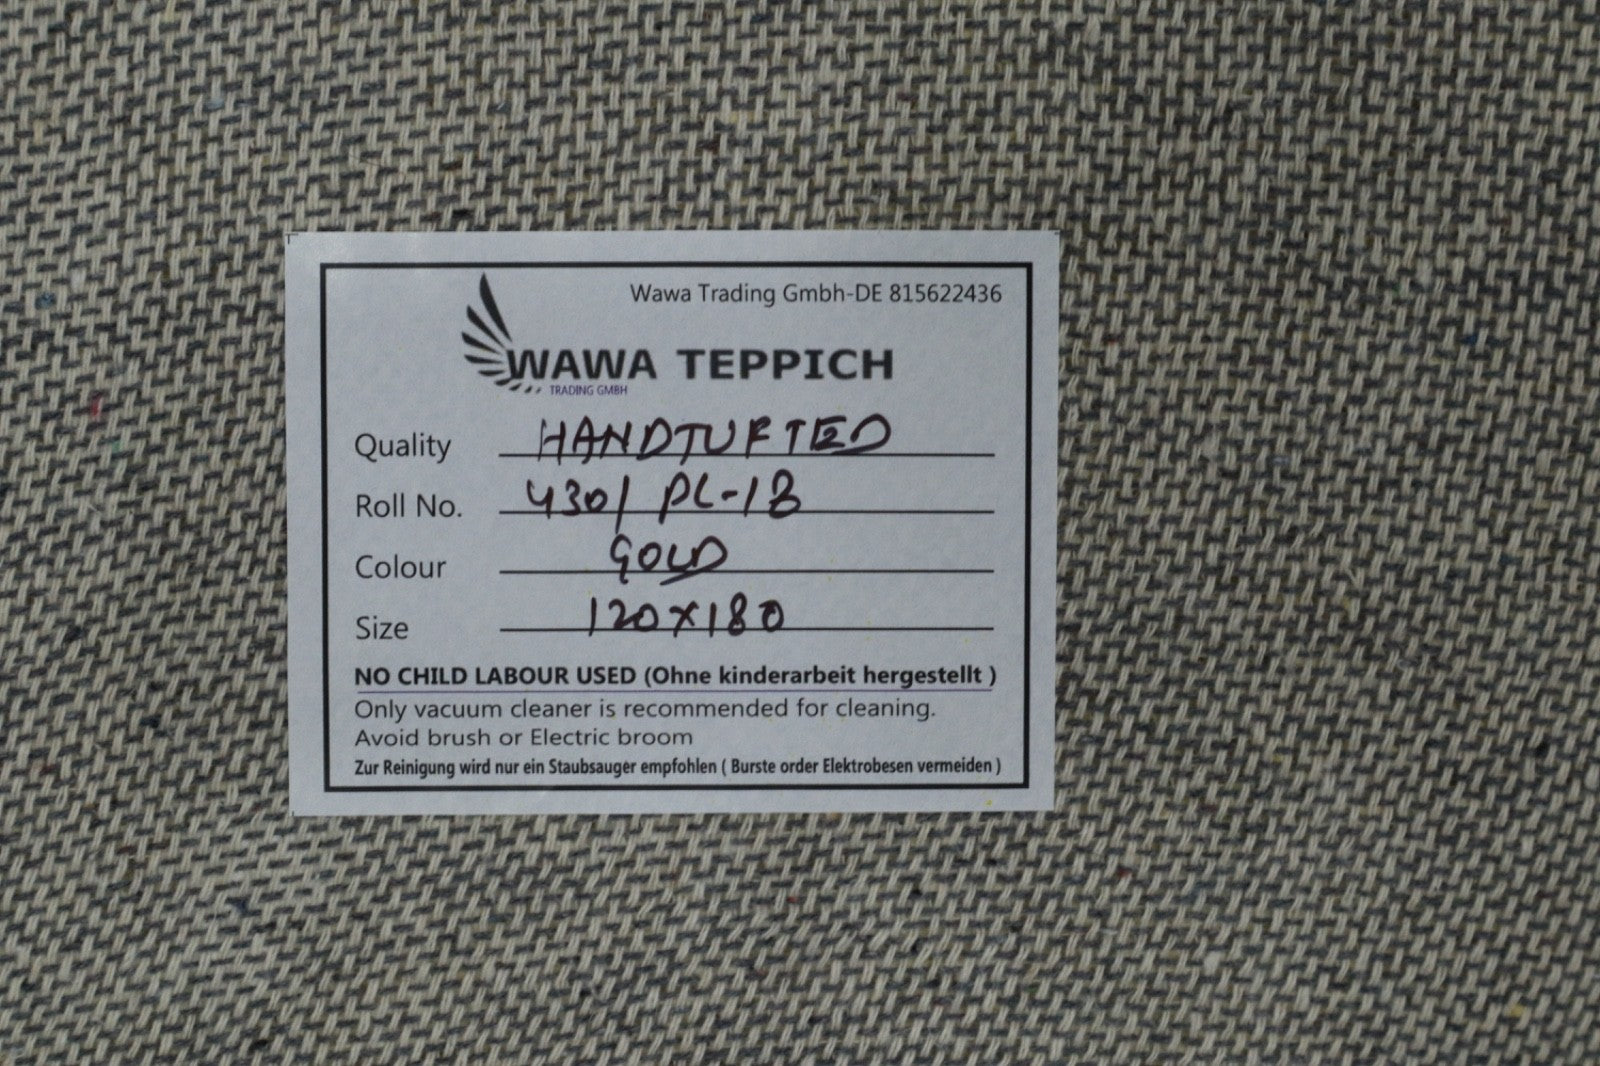 Wawa Trading Gmbh-DE 815622436
WAWA TEPPICH
TRADING GMBH
Quality HANDTUFTED
Roll No. 430/ PL-18
Colour GOLD
Size 120X180
NO CHILD LABOUR USED (Ohne kinderarbeit hergestellt )
Only vacuum cleaner is recommended for cleaning.
Avoid brush or Electric broom
Zur Reinigung wird nur ein Staubsauger empfohlen ( Burste order Elektrobesen vermeiden )